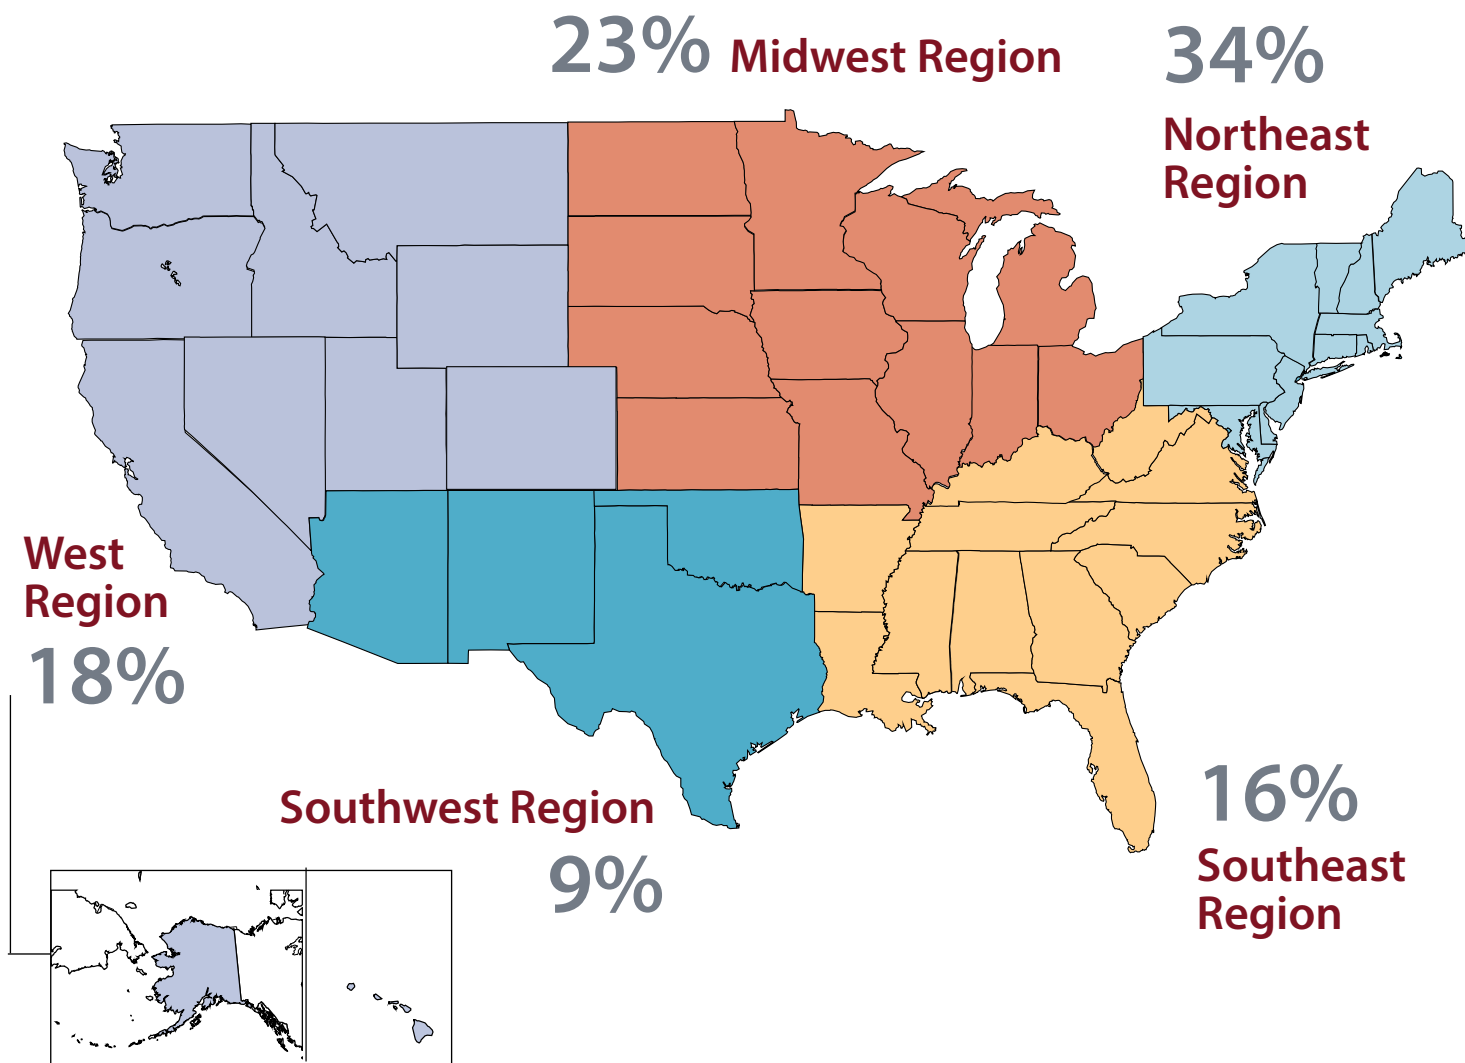 23% Midwest Region
34%
Northeast
Region
West
Region
18%
Southwest Region
9%
16%
Southeast
Region